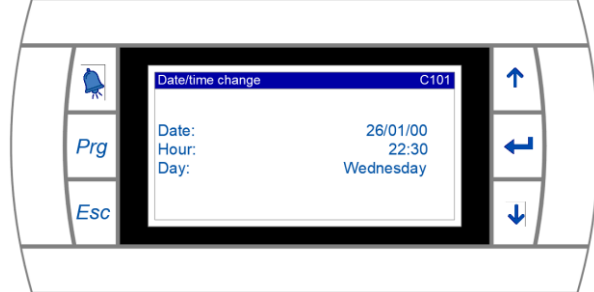 Date/time change C101
Date: 26/01/00
Hour: 22:30
Day: Wednesday
Prg
Esc